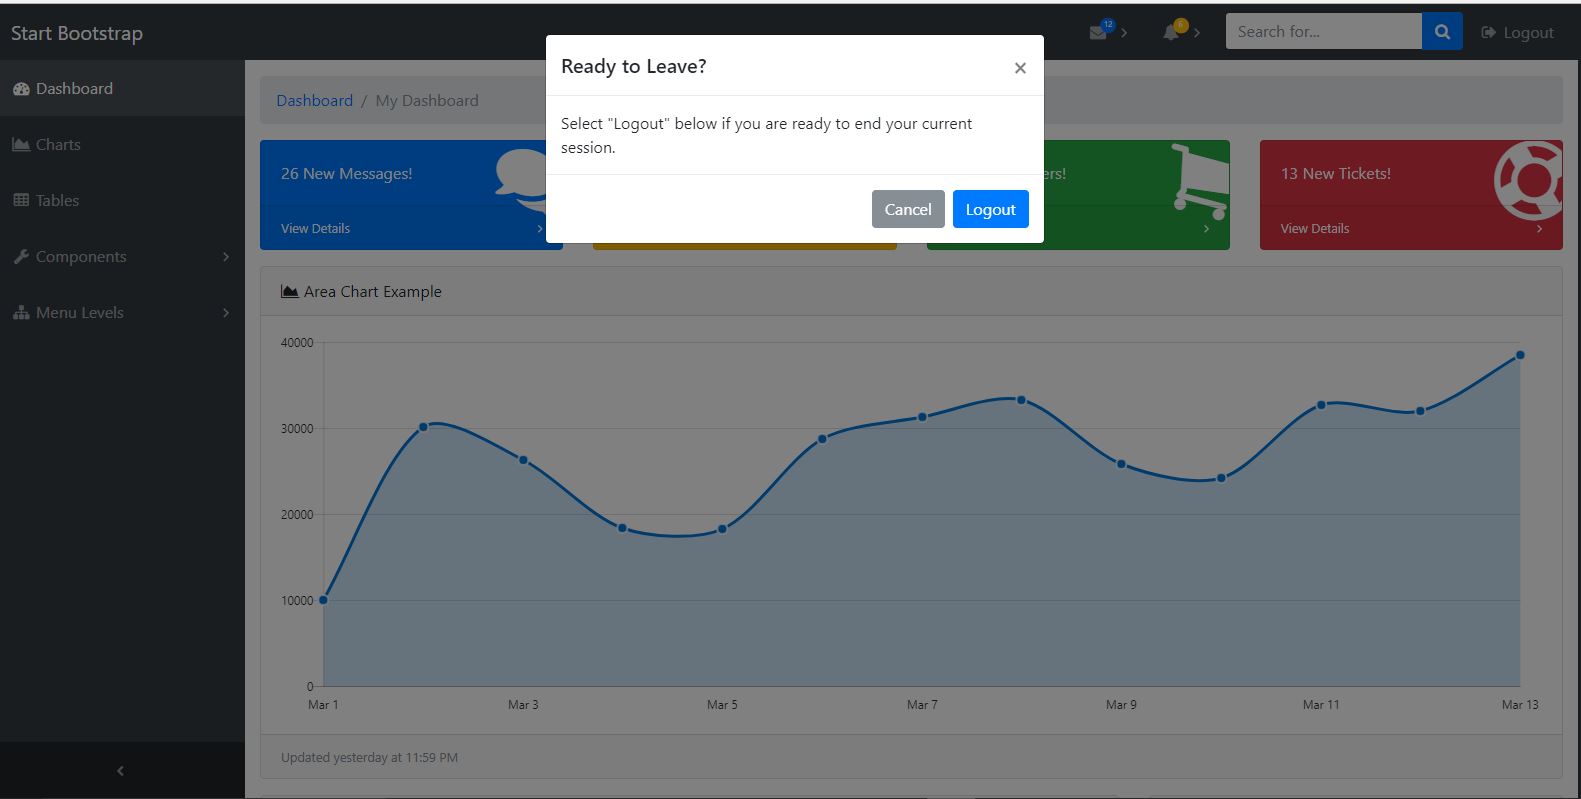 Start Bootstrap
12
6
Search for...
Logout
Dashboard
Charts
Tables
Components
Menu Levels
Ready to Leave?
×
Select "Logout" below if you are ready to end your current
session.
Cancel
Logout
Dashboard / My Dashboard
26 New Messages!
View Details
ers!
13 New Tickets!
View Details
Area Chart Example
40000
30000
20000
10000
0
Mar 1
Mar 3
Mar 5
Mar 7
Mar 9
Mar 11
Mar 13
Updated yesterday at 11:59 PM